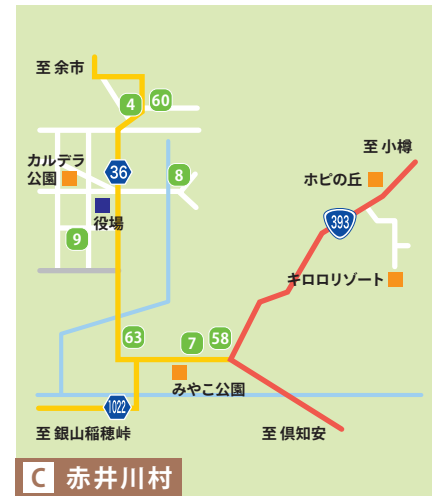 至 余市
4
60
至 小樽
カルデラ
公園
36
8
ホピの丘
役場
393
9
キロロリゾート
63
7
58
みやこ公園
1022
至 銀山稲穂峠
至 倶知安
C 赤井川村